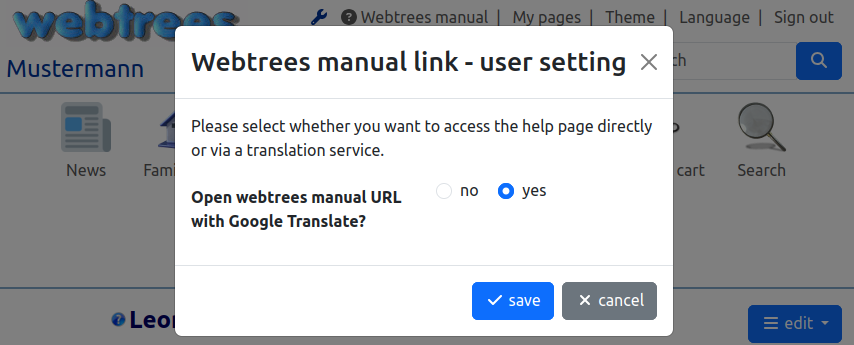 webtrees
Webtrees manual | My pages | Theme | Language | Sign out
Mustermann
Webtrees manual link - user setting
Please select whether you want to access the help page directly
or via a translation service.
News
cart
Search
Open webtrees manual URL
with Google Translate?
no yes
save cancel
edit